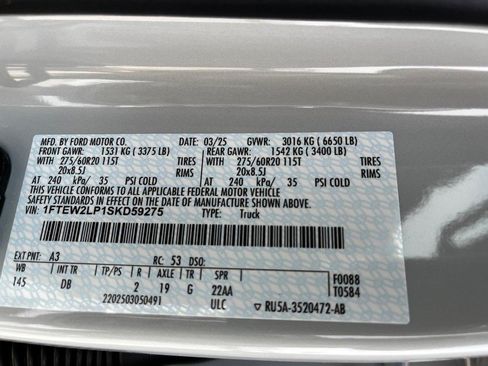 MFD. BY FORD MOTOR CO. 03/25 GVWR: 3016 KG ( 6650 LB)
FRONT GAWR: 1531 KG ( 3375 LB) REAR GAWR: 1542 KG ( 3400 LB)
WITH 275/60R20 115T TIRES WITH 275/60R20 115T TIRES
20x8.5J RIMS 20x8.5J RIMS
AT 240 kPa/ 35 PSI COLD AT 240 kPa/ 35 PSI COLD
THIS VEHICLE CONFORMS TO ALL APPLICABLE FEDERAL MOTOR VEHICLE
SAFETY STANDARDS IN EFFECT ON THE DATE OF MANUFACTURE SHOWN ABOVE.
VIN: 1FTEW2LP1SKD59275 TYPE: Truck
EXT PNT: A3 RC: 53 DSO:
WB INT TR TP/PS R AXLE TR SPR F0088
145 DB 2 19 G 22AA T0584
2202503050491 ULC RU5A-3520472-AB